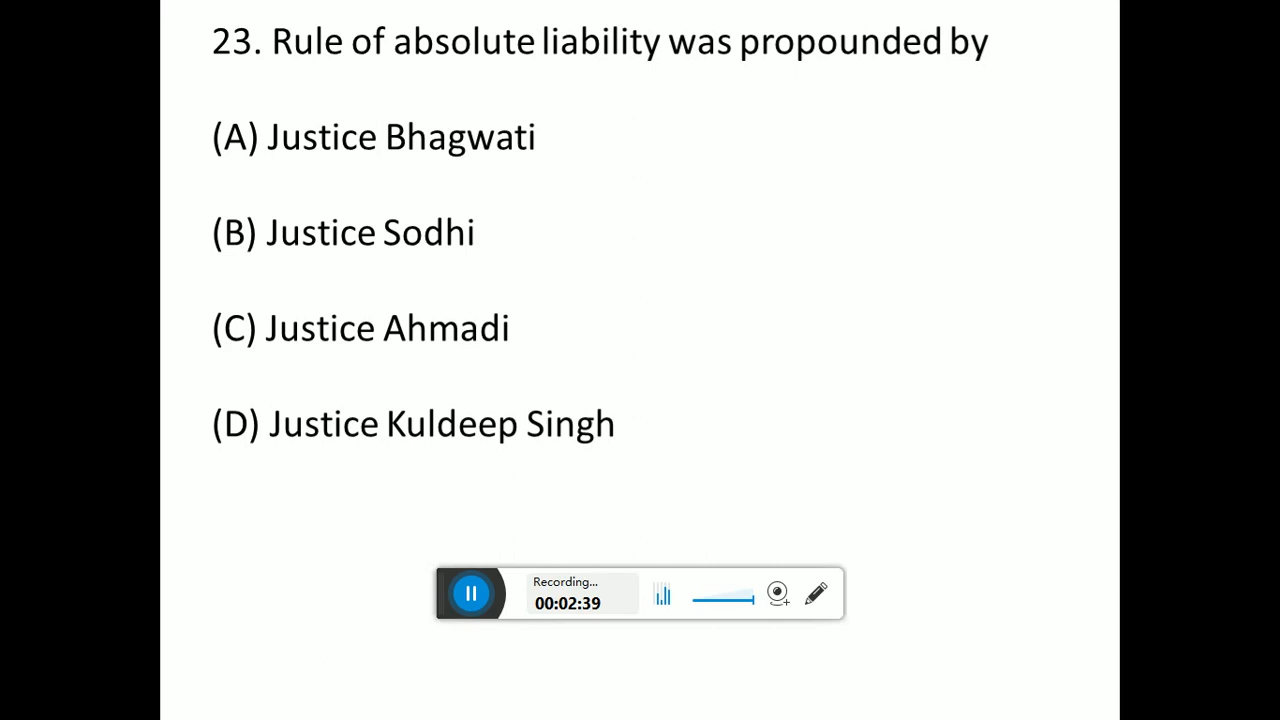 23. Rule of absolute liability was propounded by
(A) Justice Bhagwati
(B) Justice Sodhi
(C) Justice Ahmadi
(D) Justice Kuldeep Singh
Recording...
00:02:39